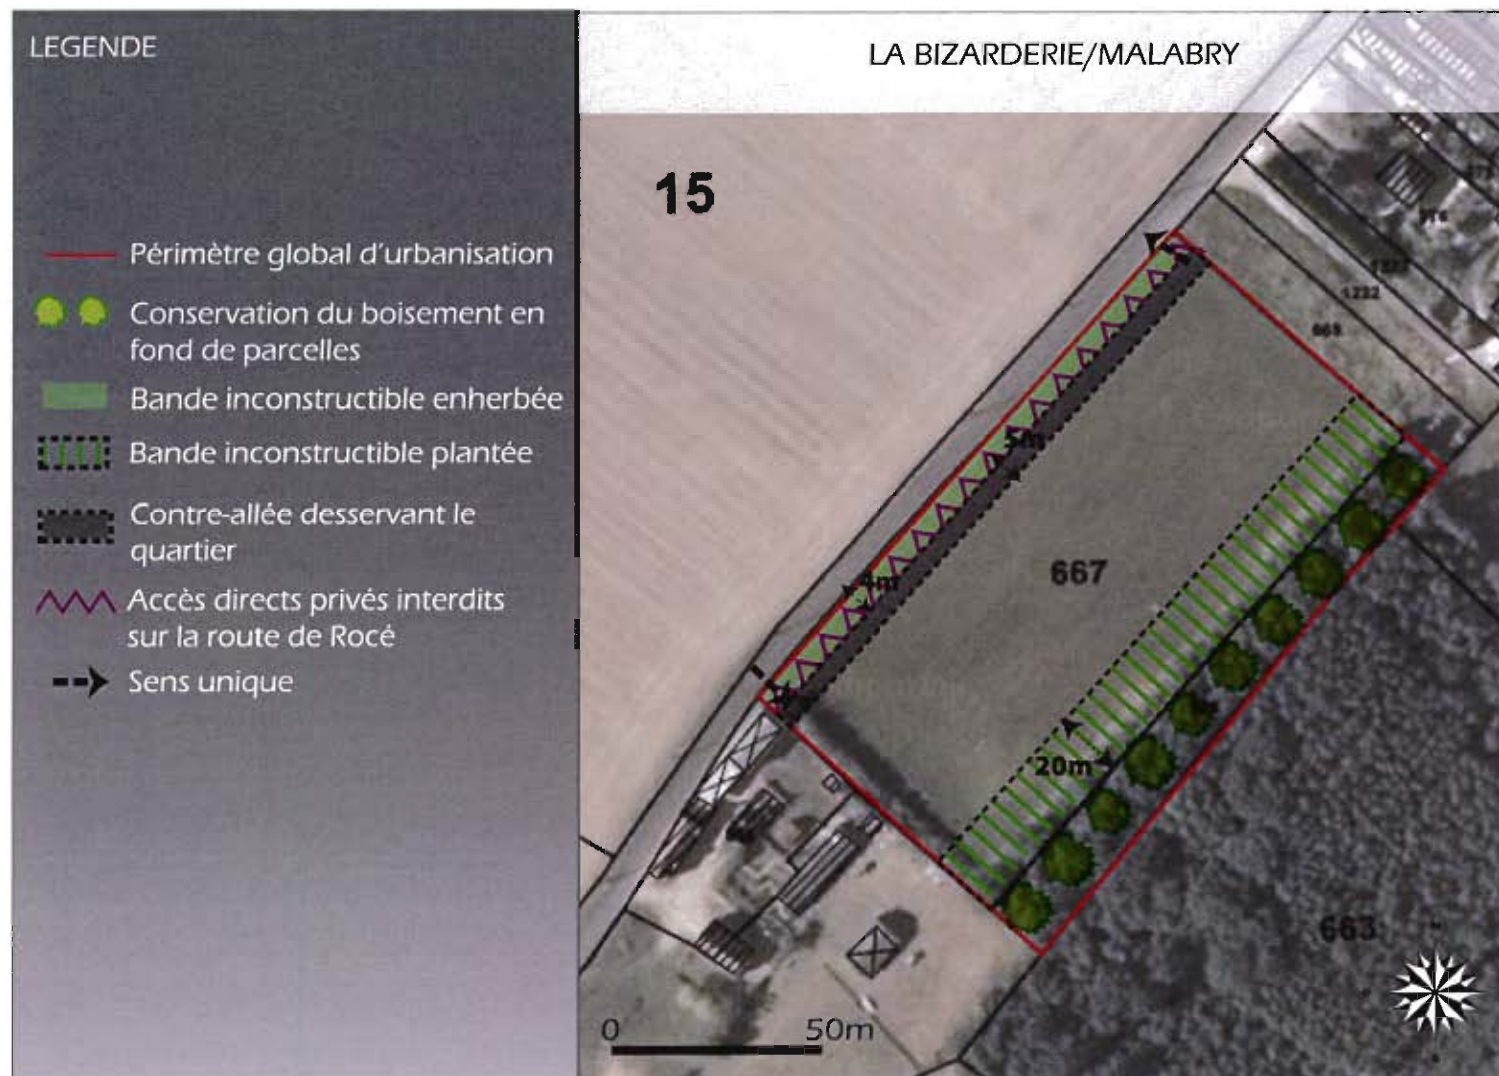 LEGENDE
Périmètre global d'urbanisation
Conservation du boisement en
fond de parcelles
Bande inconstructible enherbée
Bande inconstructible plantée
Contre-allée desservant le
quartier
Accès directs privés interdits
sur la route de Rocé
Sens unique
LA BIZARDERIE/MALABRY
15
1222
5m
4m
667
20m
663
0
50m